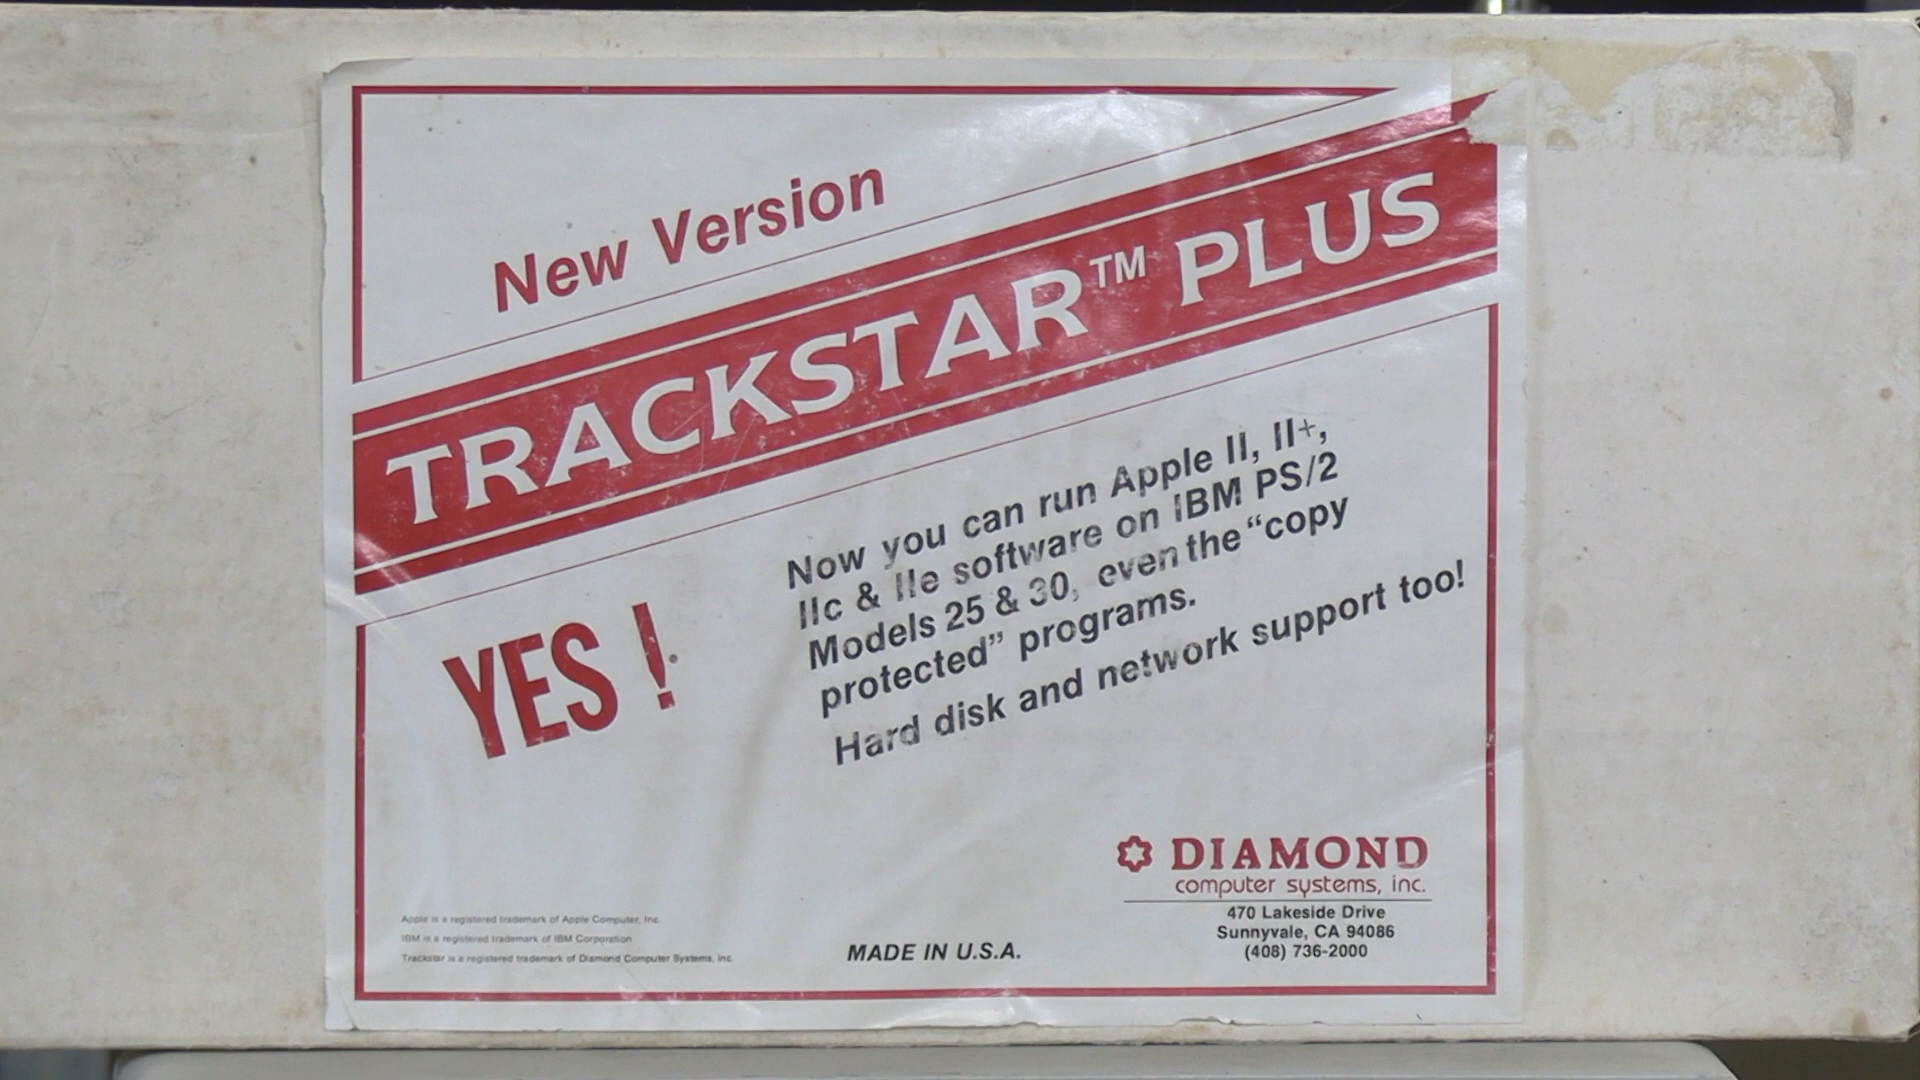 New Version
TRACKSTAR™ PLUS
YES!
Now you can run Apple II, II+,
IIc & IIe software on IBM PS/2
Models 25 & 30, even the “copy
protected” programs.
Hard disk and network support too!
DIAMOND
computer systems, inc.
470 Lakeside Drive
Sunnyvale, CA 94086
(408) 736-2000
MADE IN U.S.A.
Apple is a registered trademark of Apple Computer, Inc.
IBM is a registered trademark of IBM Corporation
Trackstar is a registered trademark of Diamond Computer Systems, Inc.